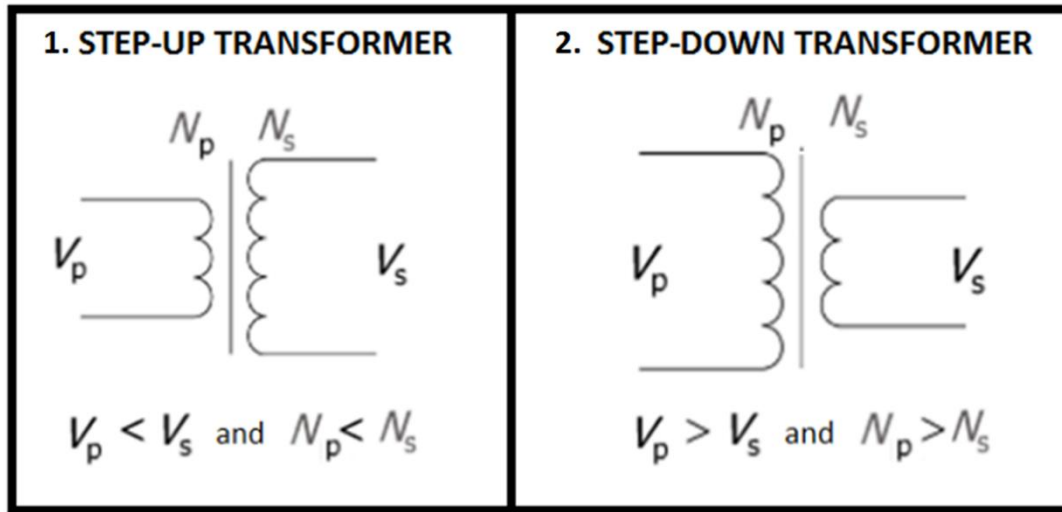 1. STEP-UP TRANSFORMER
Np Ns
Vp
Vs
Vp < Vs and Np < Ns
2. STEP-DOWN TRANSFORMER
Np Ns
Vp
Vs
Vp > Vs and Np > Ns